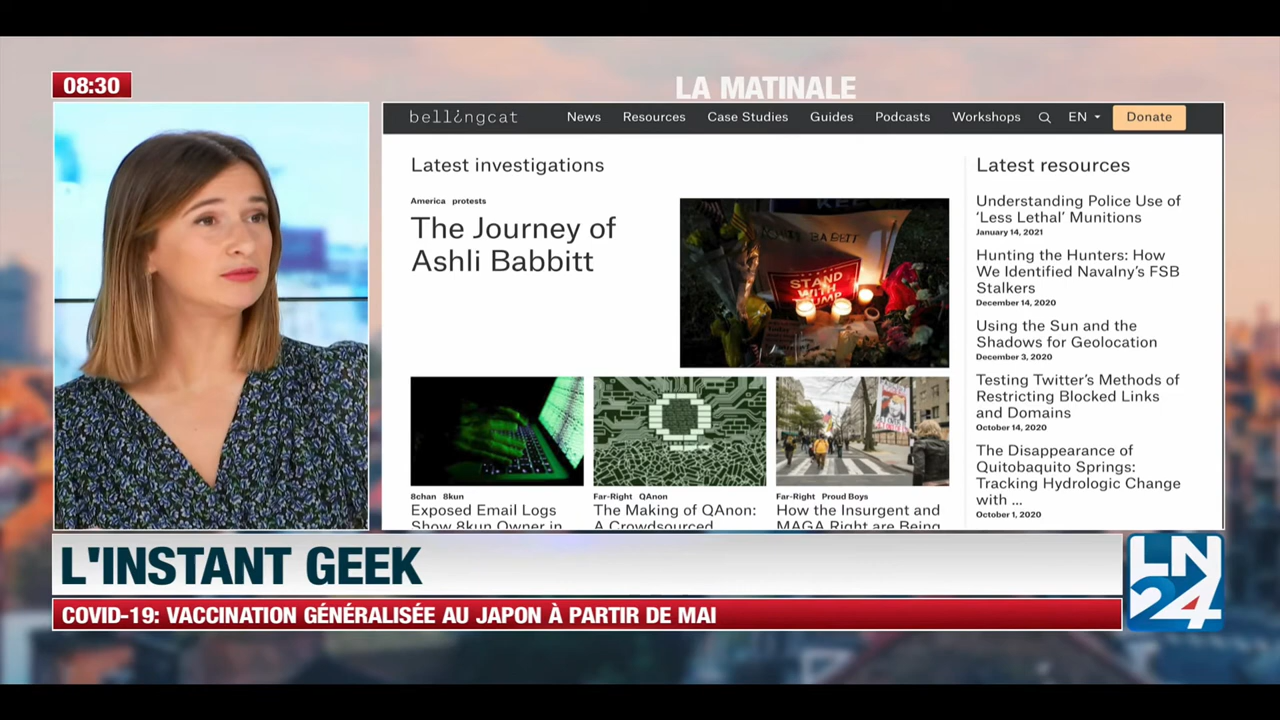 08:30
LA MATINALE
bellingcat
News Resources Case Studies Guides Podcasts Workshops EN Donate
Latest investigations
America protests
The Journey of
Ashli Babbitt
STAND
WITH
TRUMP
8chan 8kun
Exposed Email Logs
Show 8kun Owner in
Far-Right QAnon
The Making of QAnon:
A Crowdsourced
Far-Right Proud Boys
How the Insurgent and
MAGA Right are Being
Latest resources
Understanding Police Use of
‘Less Lethal’ Munitions
January 14, 2021
Hunting the Hunters: How
We Identified Navalny’s FSB
Stalkers
December 14, 2020
Using the Sun and the
Shadows for Geolocation
December 3, 2020
Testing Twitter’s Methods of
Restricting Blocked Links
and Domains
October 14, 2020
The Disappearance of
Quitobaquito Springs:
Tracking Hydrologic Change
with ...
October 1, 2020
L'INSTANT GEEK
COVID-19: VACCINATION GÉNÉRALISÉE AU JAPON À PARTIR DE MAI
LN
24